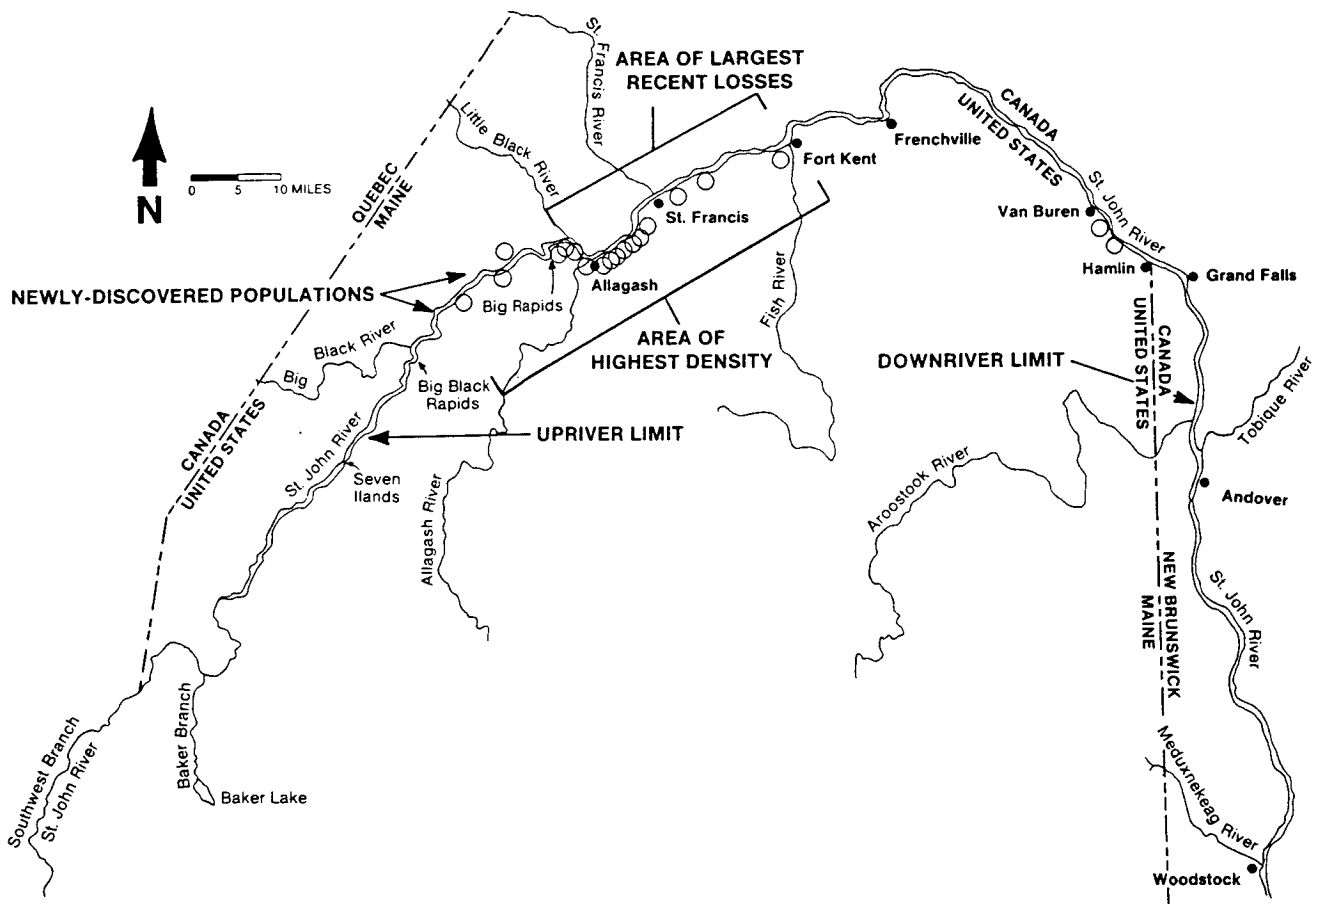 St. Francis River
AREA OF LARGEST
RECENT LOSSES
CANADA
UNITED STATES
Little Black River
Frenchville
Fort Kent
N
0 5 10 MILES
QUEBEC
MAINE
St. John River
St. Francis
Van Buren
Hamlin
Grand Falls
Allagash
NEWLY-DISCOVERED POPULATIONS
Big Rapids
Fish River
AREA OF
HIGHEST DENSITY
Big Black River
CANADA
UNITED STATES
DOWNRIVER LIMIT
Big Black
Rapids
Tobique River
CANADA
UNITED STATES
UPRIVER LIMIT
St. John River
Seven
Ilands
Aroostook River
Andover
Allagash River
NEW BRUNSWICK
MAINE
St. John River
Southwest Branch
St. John River
Baker Branch
Baker Lake
Meduxnekeag River
Woodstock